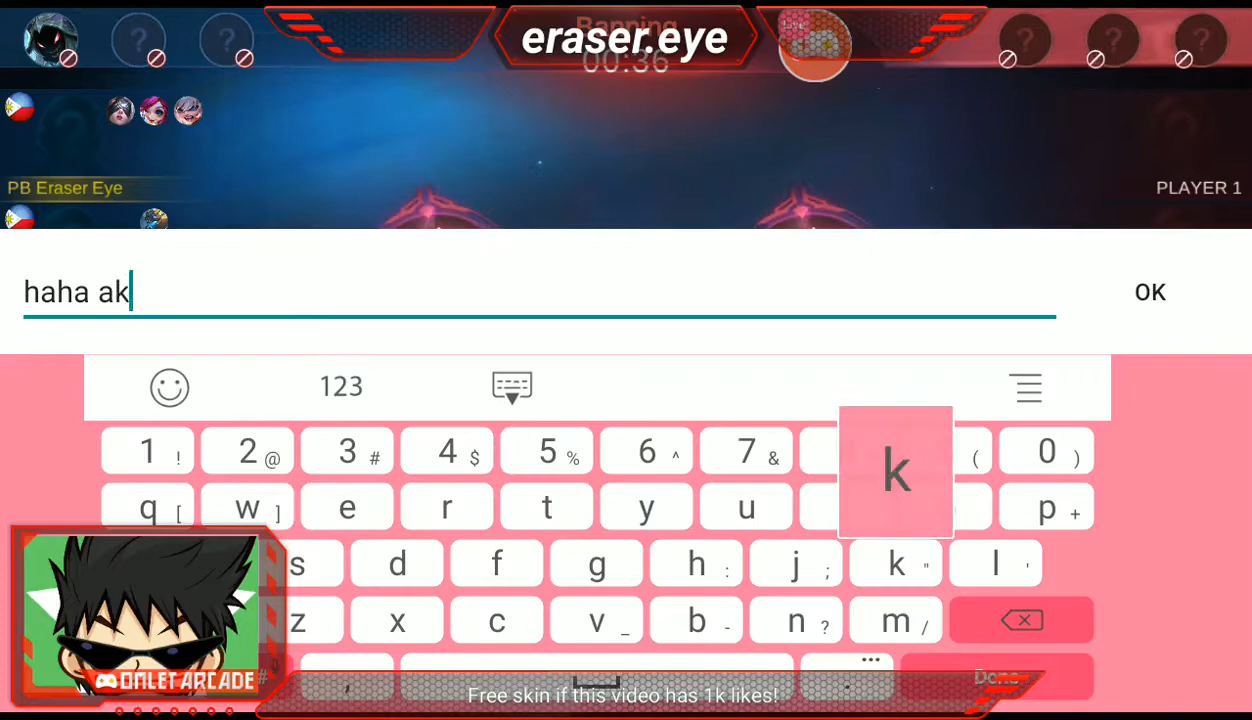 Banning
eraser.eye
00:36
PB Eraser Eye
PLAYER 1
haha ak
OK
123
1 ! 2 @ 3 # 4 $ 5 % 6 ^ 7 & ( 0 )
k
q [ w ] e r t y u p +
s d f g h : j ; k " l '
z x c v _ b - n ? m /
, ... .
Done
OMLET ARCADE
Free skin if this video has 1k likes!